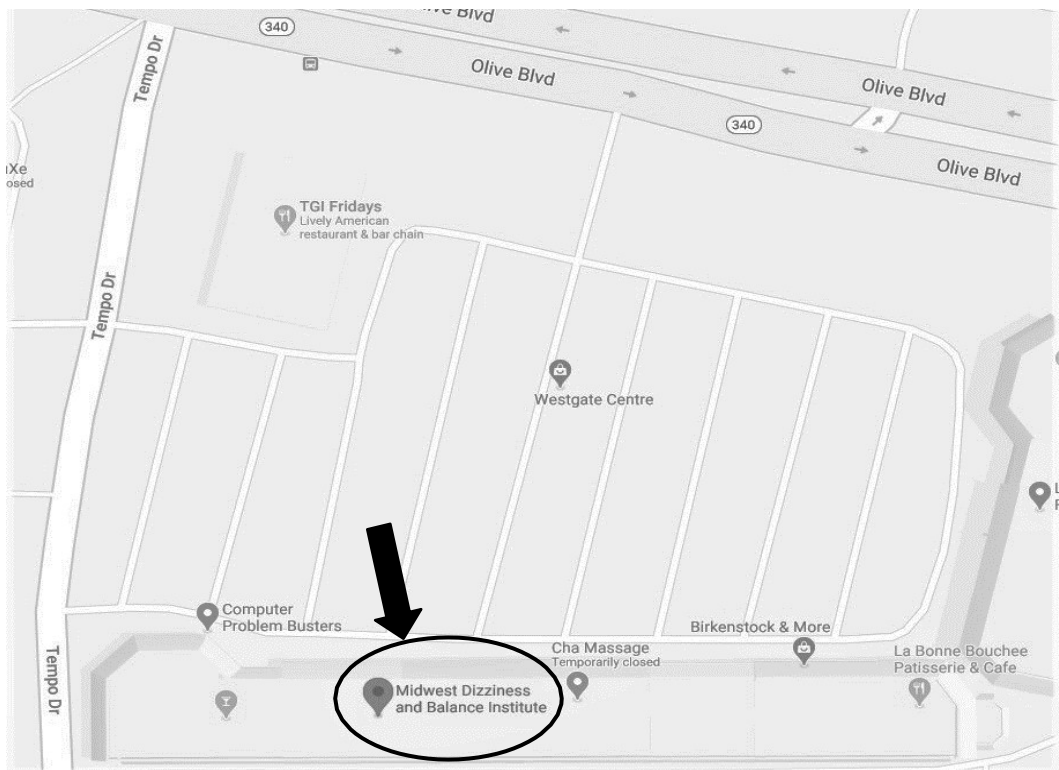 340
Olive Blvd
Olive Blvd
340
Olive Blvd
Tempo Dr
TGI Fridays
Lively American
restaurant & bar chain
Tempo Dr
Westgate Centre
Computer
Problem Busters
Birkenstock & More
Cha Massage
Temporarily closed
La Bonne Bouchee
Patisserie & Cafe
Tempo Dr
Midwest Dizziness
and Balance Institute